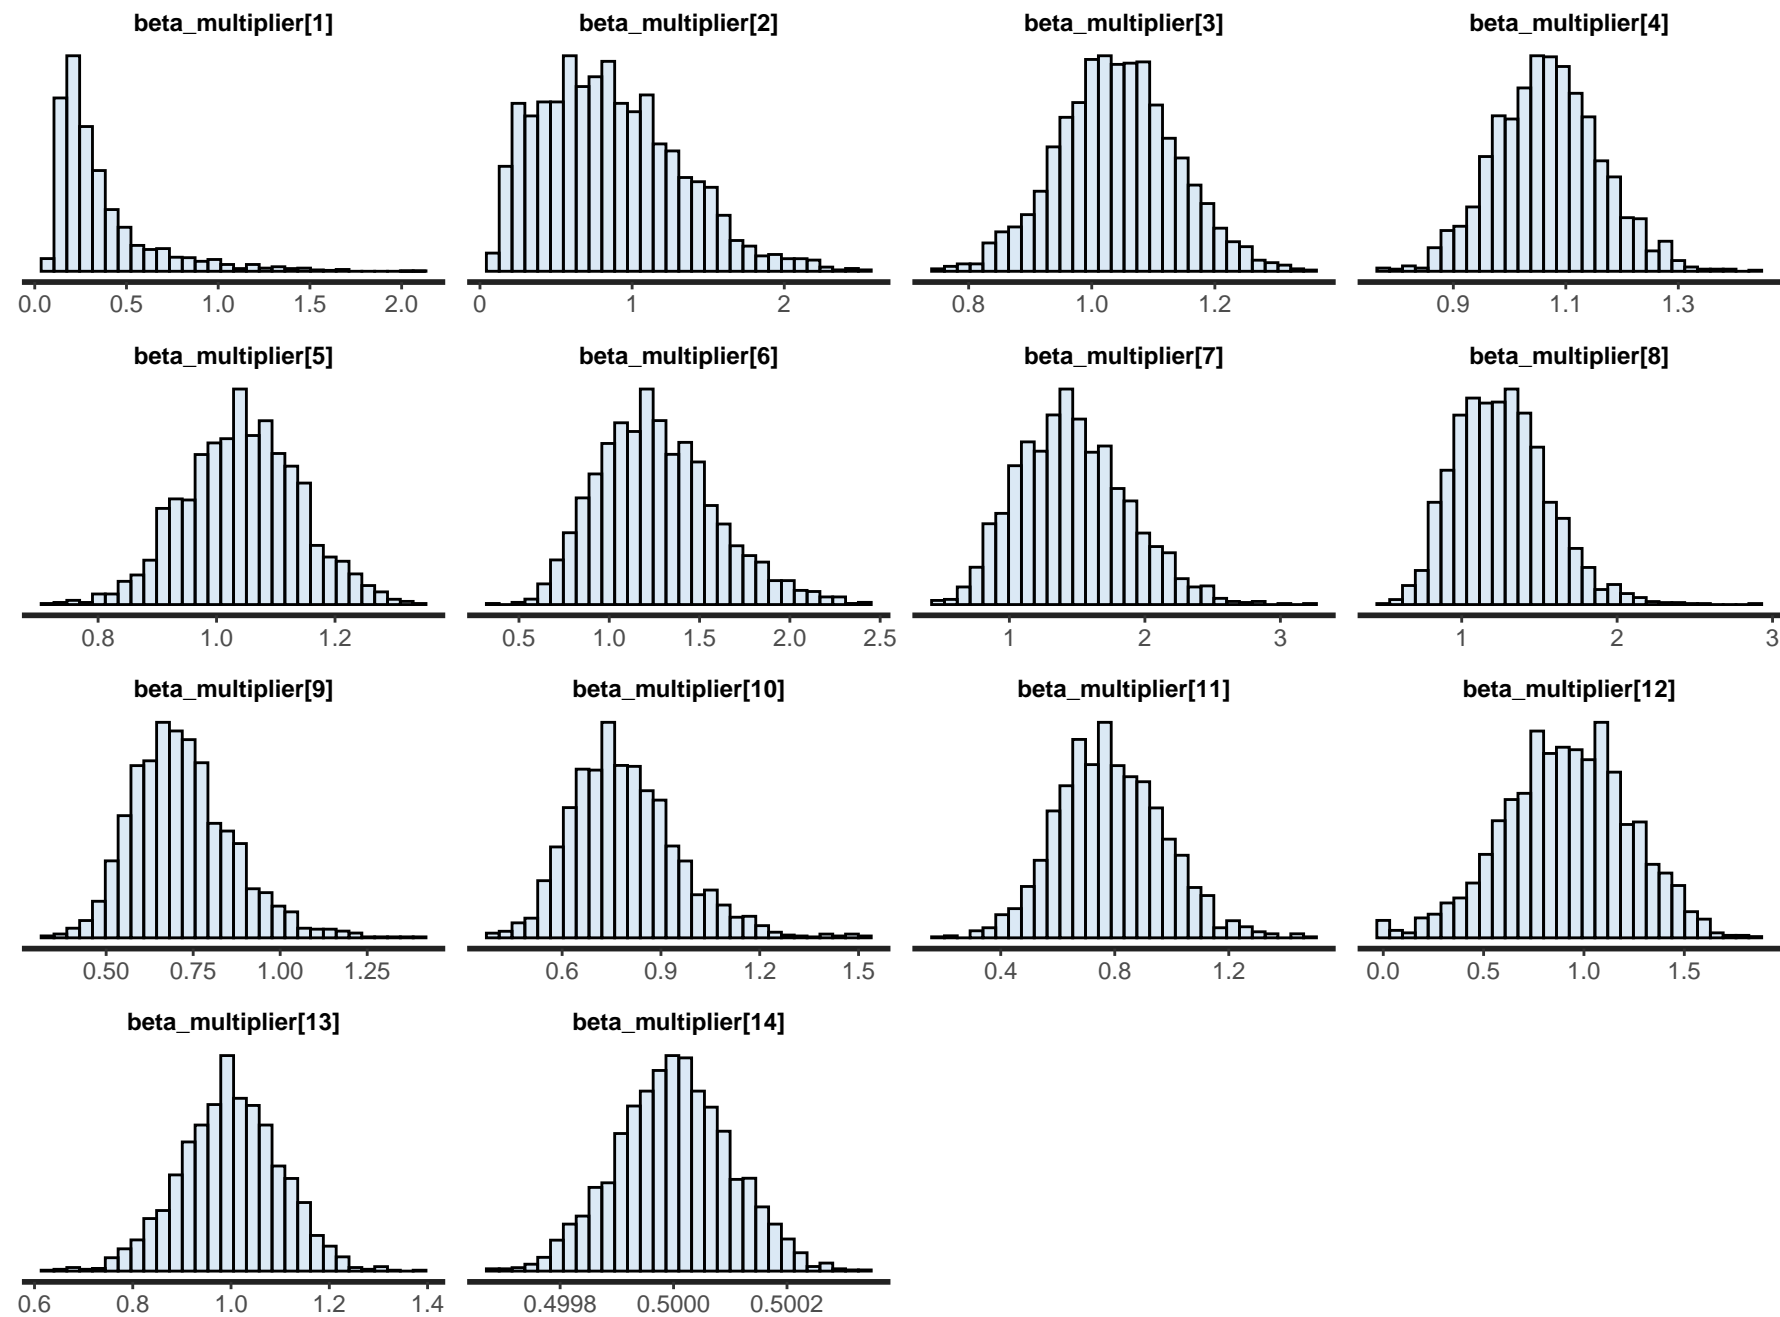 beta_multiplier[1] beta_multiplier[2] beta_multiplier[3] beta_multiplier[4]
0.0 0.5 1.0 1.5 2.0 0 1 2 0.8 1.0 1.2 0.9 1.1 1.3
beta_multiplier[5] beta_multiplier[6] beta_multiplier[7] beta_multiplier[8]
0.8 1.0 1.2 0.5 1.0 1.5 2.0 2.5 1 2 3 1 2 3
beta_multiplier[9] beta_multiplier[10] beta_multiplier[11] beta_multiplier[12]
0.50 0.75 1.00 1.25 0.6 0.9 1.2 1.5 0.4 0.8 1.2 0.0 0.5 1.0 1.5
beta_multiplier[13] beta_multiplier[14]
0.6 0.8 1.0 1.2 1.4 0.4998 0.5000 0.5002